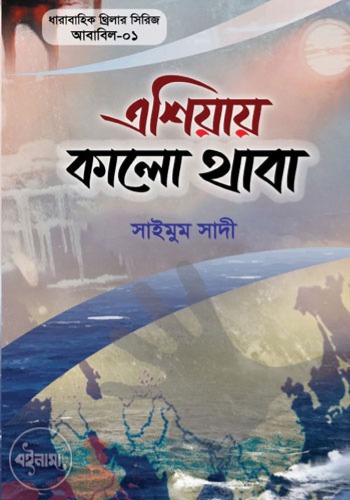 ধারাবাহিক থ্রিলার সিরিজ
আবাবিল-০১
এশিয়ায়
কালো থাবা
সাইমুম সাদী
বইনামা